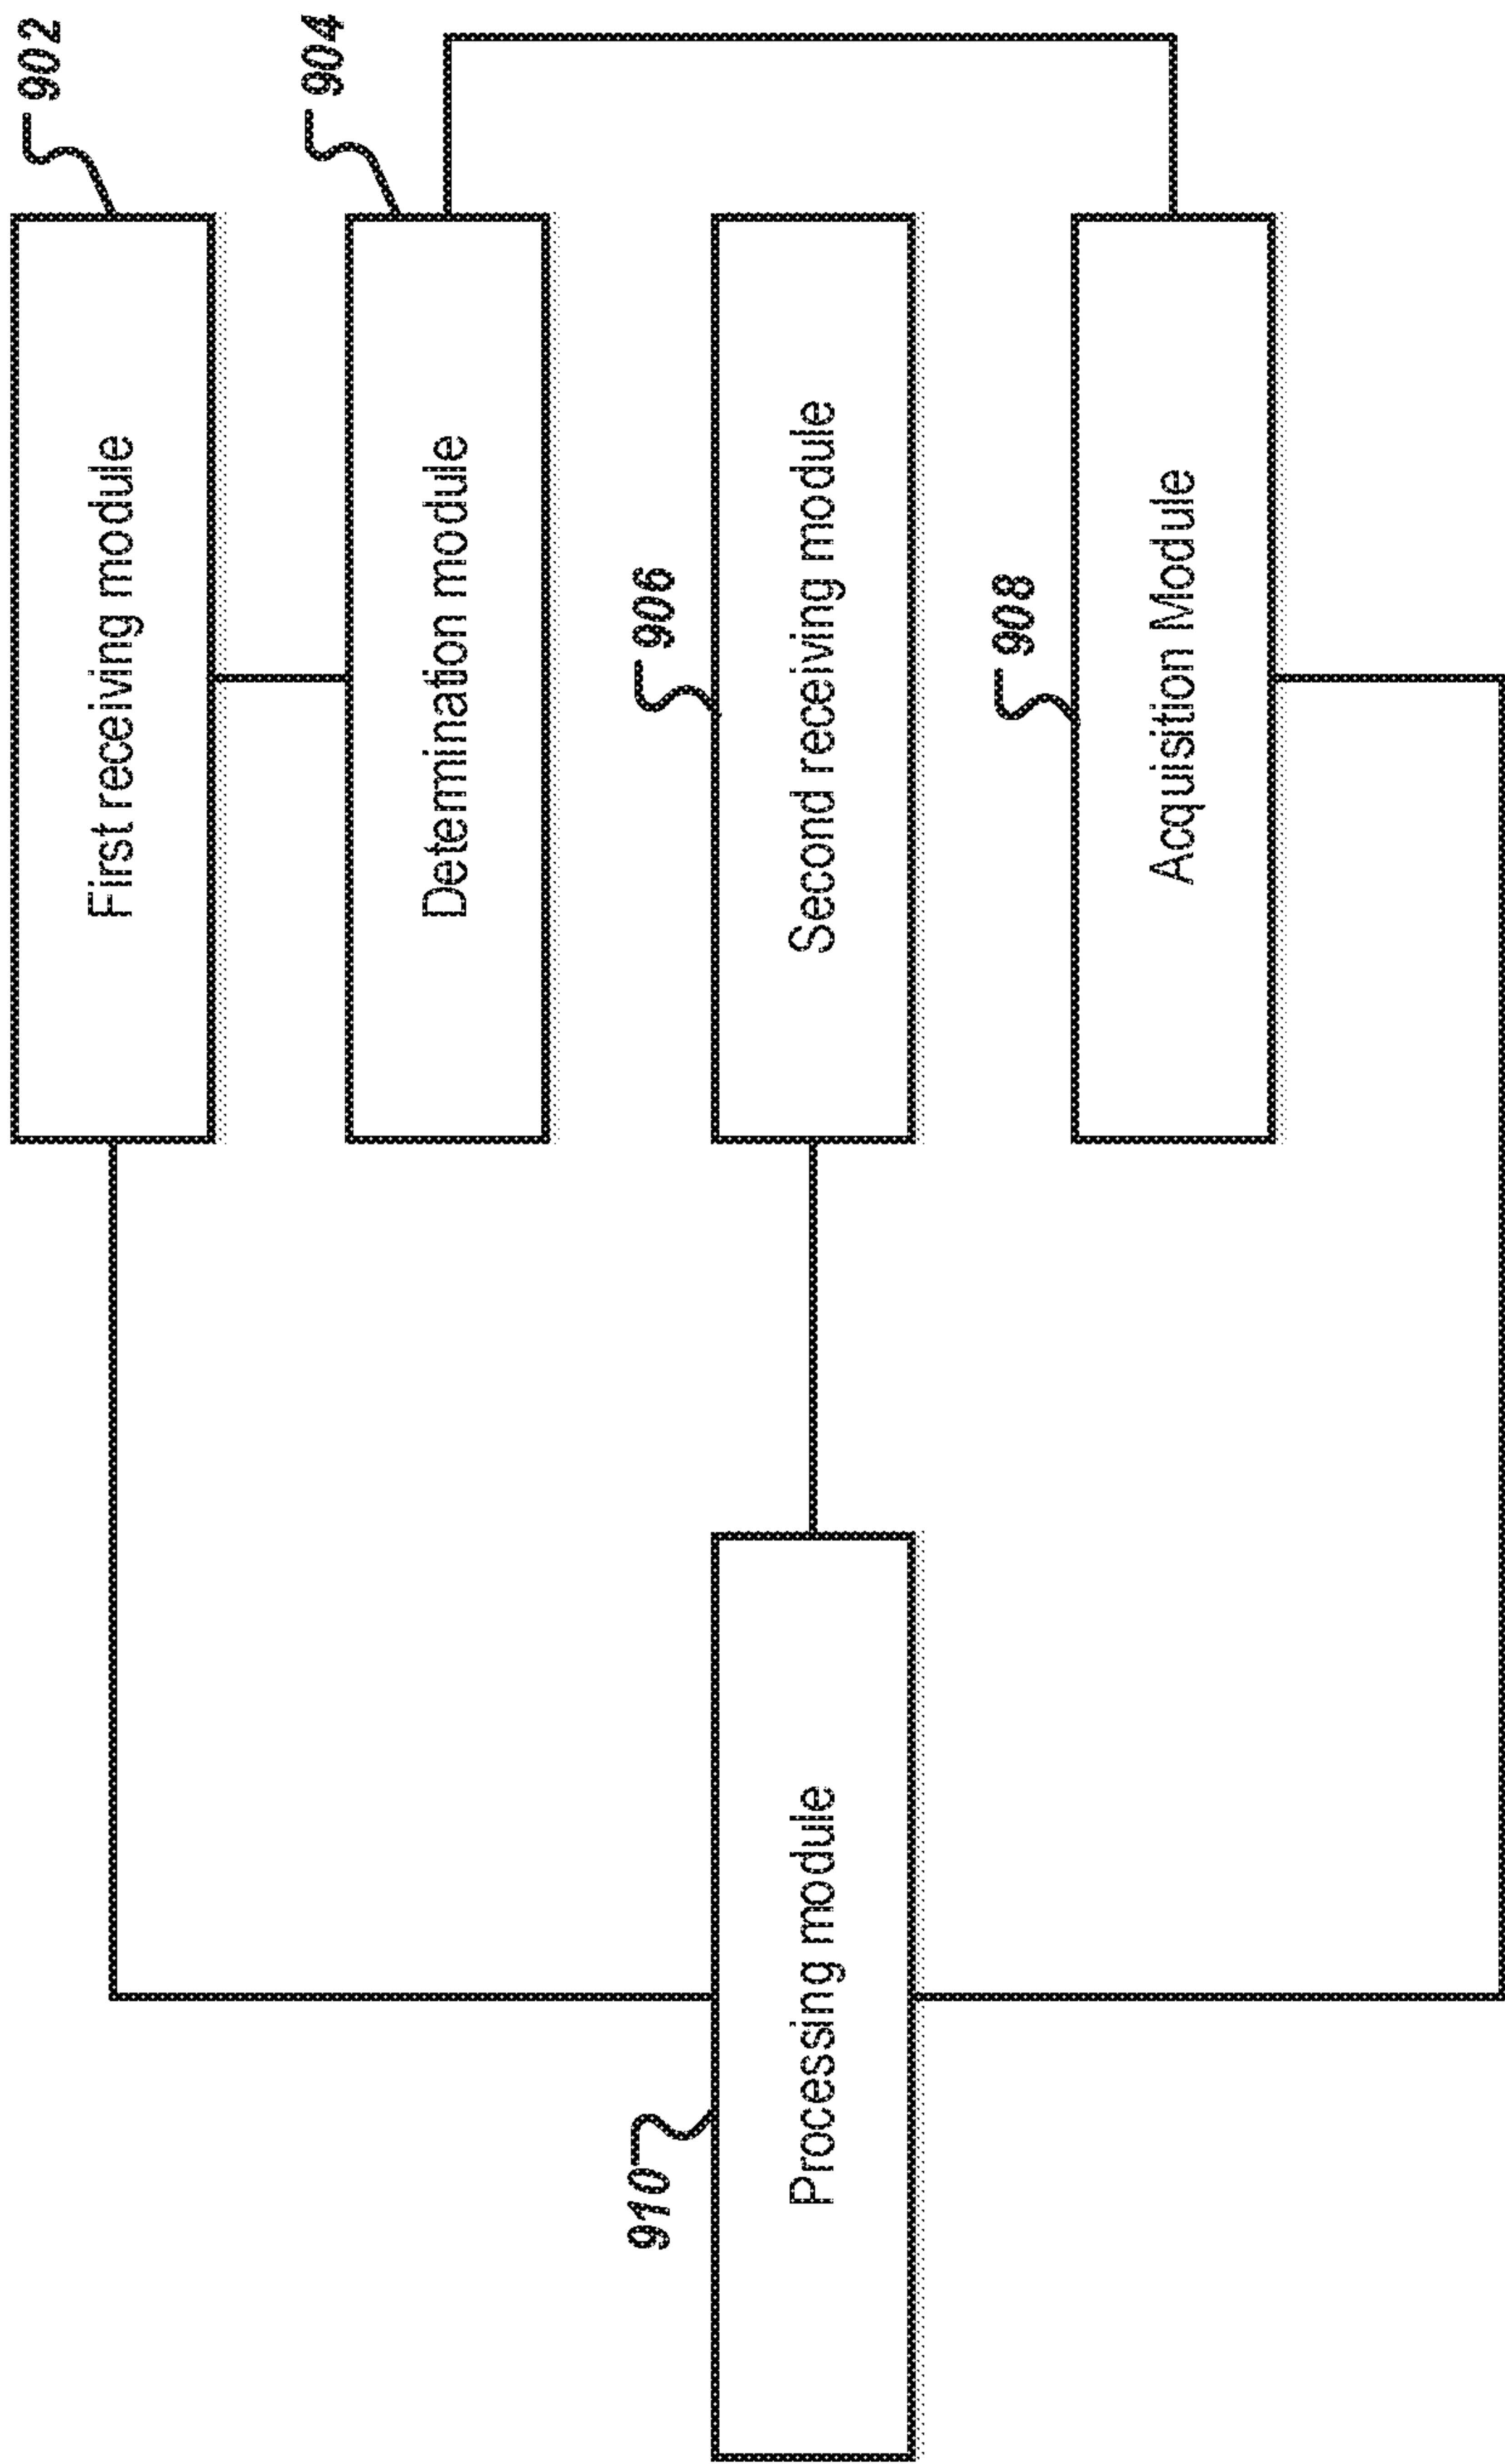 902
First receiving module
904
Determination module
906
Second receiving module
908
Acquisition Module
910
Processing module